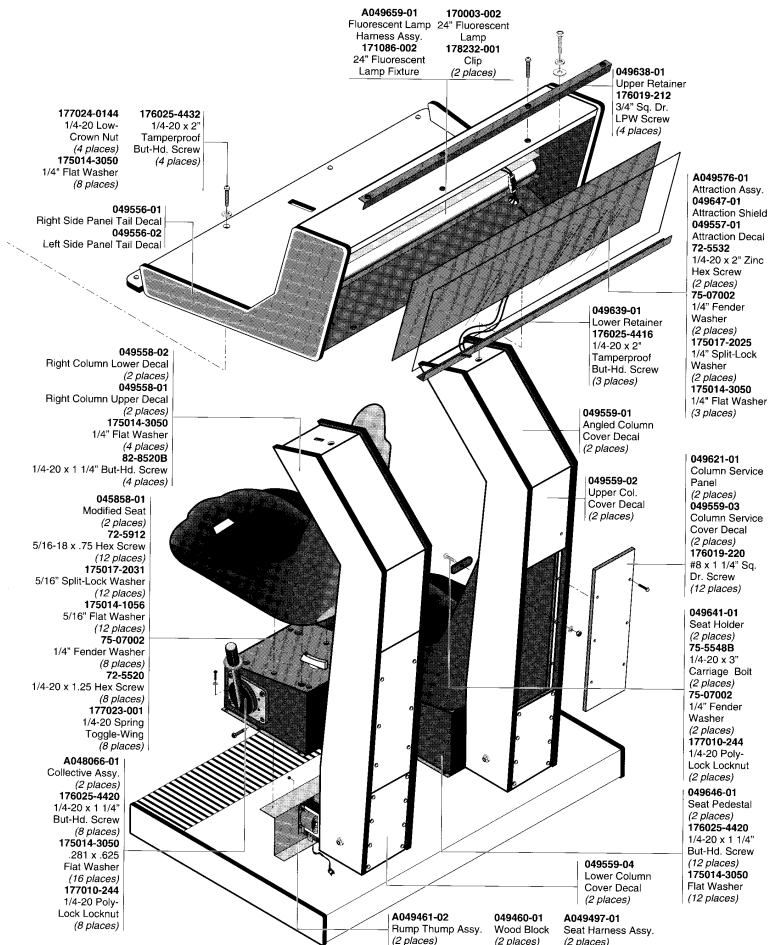 A049659-01
Fluorescent Lamp
Harness Assy.
171086-002
24" Fluorescent
Lamp Fixture
170003-002
24" Fluorescent
Lamp
178232-001
Clip
(2 places)
049638-01
Upper Retainer
176019-212
3/4" Sq. Dr.
LPW Screw
(4 places)
177024-0144
1/4-20 Low-
Crown Nut
(4 places)
175014-3050
1/4" Flat Washer
(8 places)
176025-4432
1/4-20 x 2"
Tamperproof
But-Hd. Screw
(4 places)
049556-01
Right Side Panel Tail Decal
049556-02
Left Side Panel Tail Decal
A049576-01
Attraction Assy.
049647-01
Attraction Shield
049557-01
Attraction Decal
72-5532
1/4-20 x 2" Zinc
Hex Screw
(2 places)
75-07002
1/4" Fender
Washer
(2 places)
175017-2025
1/4" Split-Lock
Washer
(2 places)
175014-3050
1/4" Flat Washer
(3 places)
049639-01
Lower Retainer
176025-4416
1/4-20 x 2"
Tamperproof
But-Hd. Screw
(3 places)
049558-02
Right Column Lower Decal
(2 places)
049558-01
Right Column Upper Decal
(2 places)
175014-3050
1/4" Flat Washer
(4 places)
82-8520B
1/4-20 x 1 1/4" But-Hd. Screw
(4 places)
049559-01
Angled Column
Cover Decal
(2 places)
049559-02
Upper Col.
Cover Decal
(2 places)
049621-01
Column Service
Panel
(2 places)
049559-03
Column Service
Cover Decal
(2 places)
176019-220
#8 x 1 1/4" Sq.
Dr. Screw
(12 places)
045858-01
Modified Seat
(2 places)
72-5912
5/16-18 x .75 Hex Screw
(12 places)
175017-2031
5/16" Split-Lock Washer
(12 places)
175014-1056
5/16" Flat Washer
(12 places)
75-07002
1/4" Fender Washer
(8 places)
72-5520
1/4-20 x 1.25 Hex Screw
(8 places)
177023-001
1/4-20 Spring
Toggle-Wing
(8 places)
049641-01
Seat Holder
(2 places)
75-5548B
1/4-20 x 3"
Carriage Bolt
(2 places)
75-07002
1/4" Fender
Washer
(2 places)
177010-244
1/4-20 Poly-
Lock Locknut
(2 places)
A048066-01
Collective Assy.
(2 places)
176025-4420
1/4-20 x 1 1/4"
But-Hd. Screw
(8 places)
175014-3050
.281 x .625
Flat Washer
(16 places)
177010-244
1/4-20 Poly-
Lock Locknut
(8 places)
049646-01
Seat Pedestal
(2 places)
176025-4420
1/4-20 x 1 1/4"
But-Hd. Screw
(12 places)
175014-3050
Flat Washer
(12 places)
049559-04
Lower Column
Cover Decal
(2 places)
A049461-02
Rump Thump Assy.
(2 places)
049460-01
Wood Block
(2 places)
A049497-01
Seat Harness Assy.
(2 places)